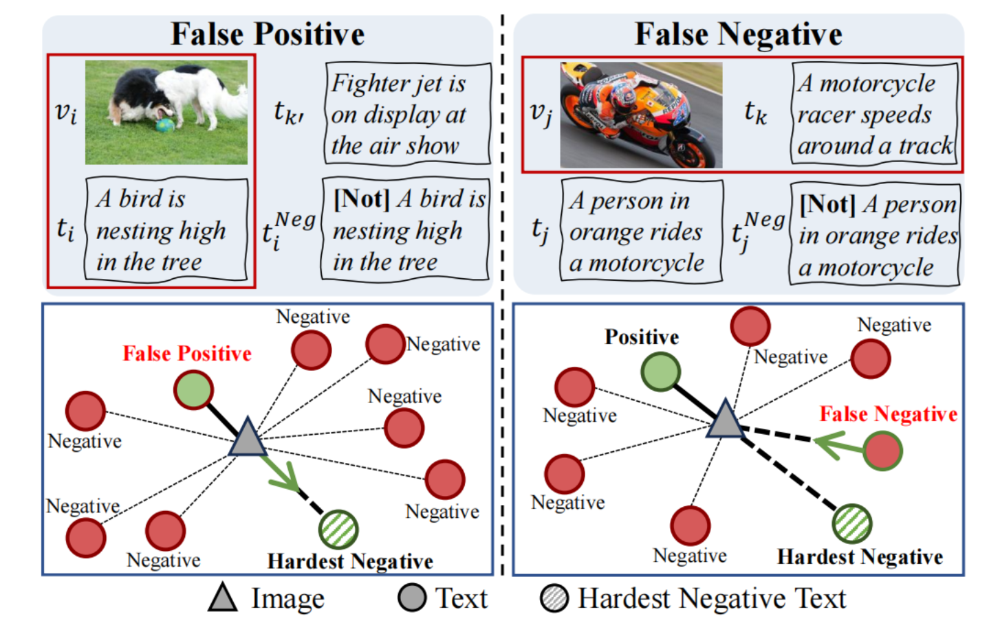 False Positive
v_i
t_k'
Fighter jet is
on display at
the air show
t_i
A bird is
nesting high
in the tree
t_i^Neg
[Not] A bird is
nesting high
in the tree
False Negative
v_j
t_k
A motorcycle
racer speeds
around a track
t_j
A person in
orange rides
a motorcycle
t_j^Neg
[Not] A person
in orange rides
a motorcycle
Negative
False Positive
Negative
Negative
Negative
Negative
Negative
Negative
Hardest Negative
Negative
Positive
Negative
False Negative
Negative
Negative
Negative
Hardest Negative
Image
Text
Hardest Negative Text